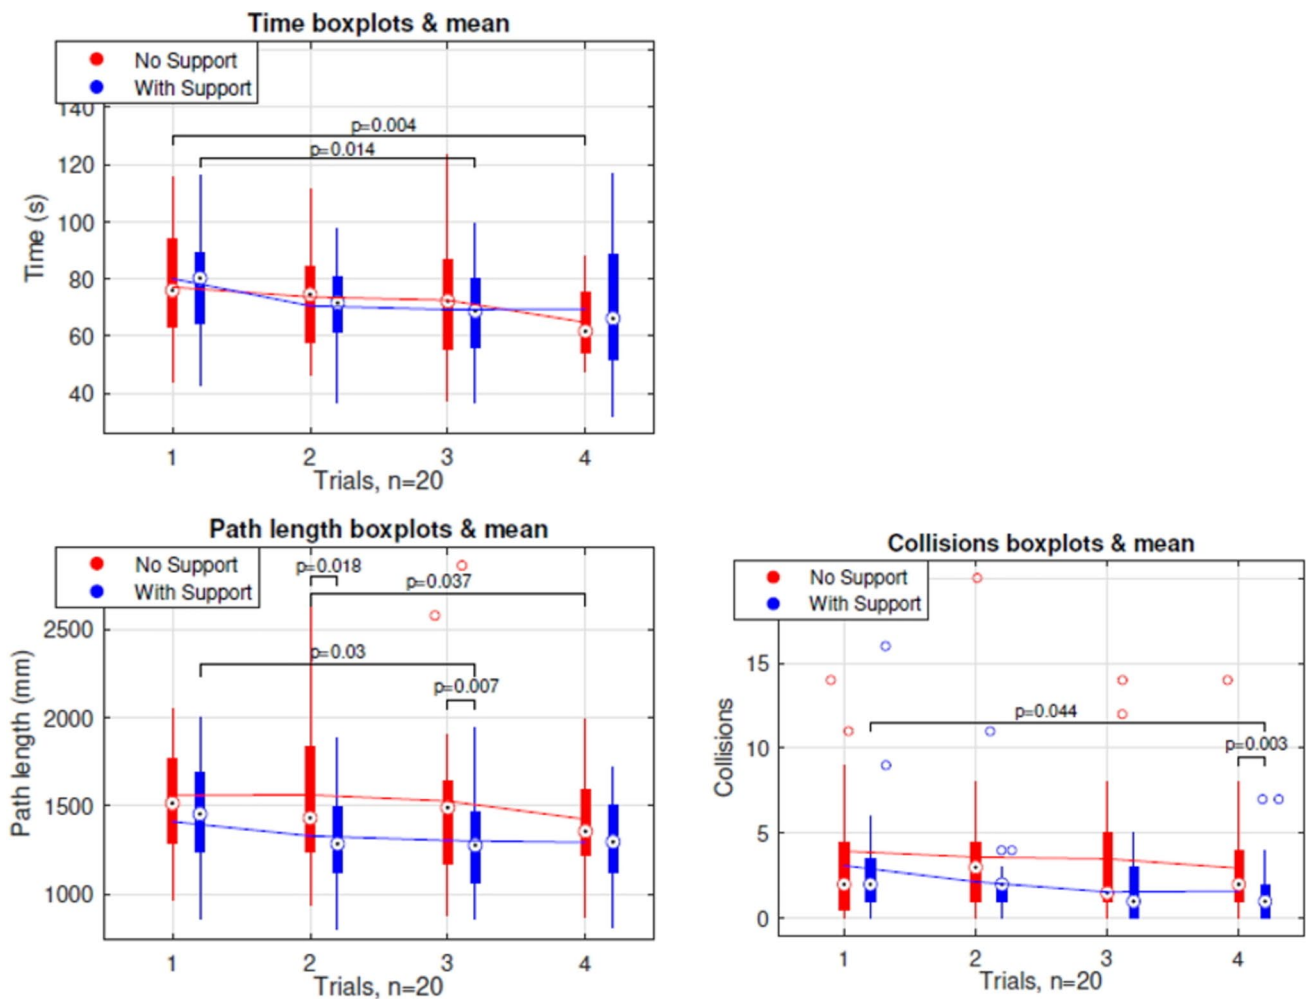 Time boxplots & mean
No Support
With Support
140
120
100
80
60
40
Time (s)
p=0.004
p=0.014
1 2 3 4
Trials, n=20
Path length boxplots & mean
No Support
With Support
2500
2000
1500
1000
Path length (mm)
p=0.018
p=0.037
p=0.03
p=0.007
1 2 3 4
Trials, n=20
Collisions boxplots & mean
No Support
With Support
15
10
5
0
Collisions
p=0.044
p=0.003
1 2 3 4
Trials, n=20